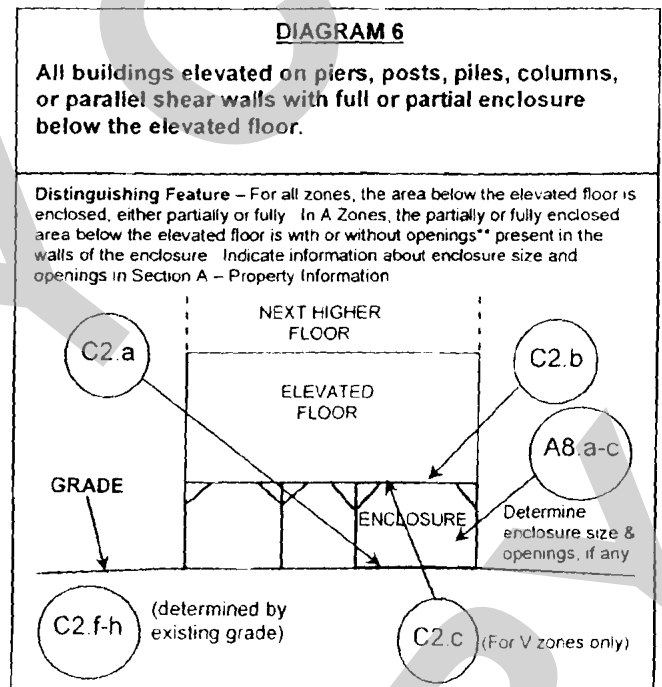 DIAGRAM 6
All buildings elevated on piers, posts, piles, columns,
or parallel shear walls with full or partial enclosure
below the elevated floor.
Distinguishing Feature – For all zones, the area below the elevated floor is
enclosed, either partially or fully In A Zones, the partially or fully enclosed
area below the elevated floor is with or without openings** present in the
walls of the enclosure Indicate information about enclosure size and
openings in Section A – Property Information
NEXT HIGHER
FLOOR
C2.a
C2.b
ELEVATED
FLOOR
A8.a-c
GRADE
ENCLOSURE
Determine
enclosure size &
openings, if any
C2.f-h
(determined by
existing grade)
C2.c
(For V zones only)